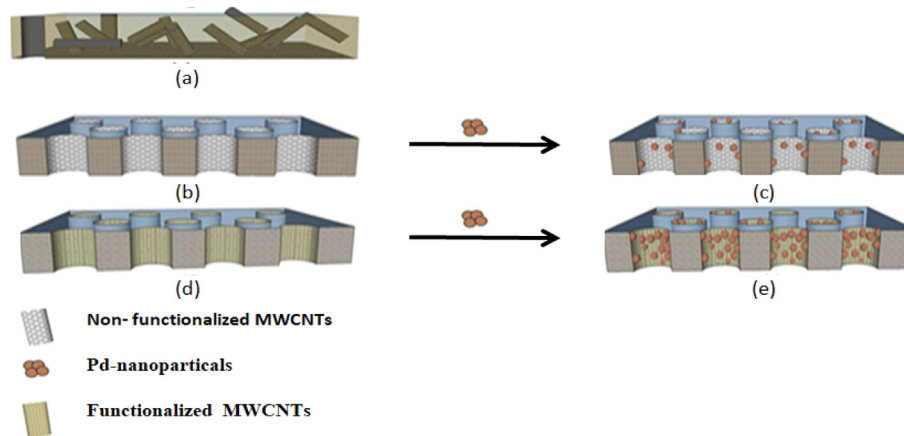 (a)
(b)
(c)
(d)
(e)
Non- functionalized MWCNTs
Pd-nanoparticals
Functionalized MWCNTs